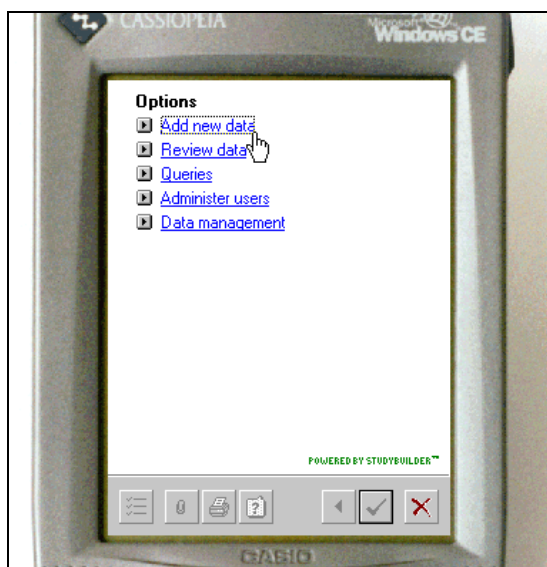 CASSIOPEIA
Microsoft
Windows CE
Options
Add new data
Review data
Queries
Administer users
Data management
POWERED BY STUDYBUILDER™
CASIO